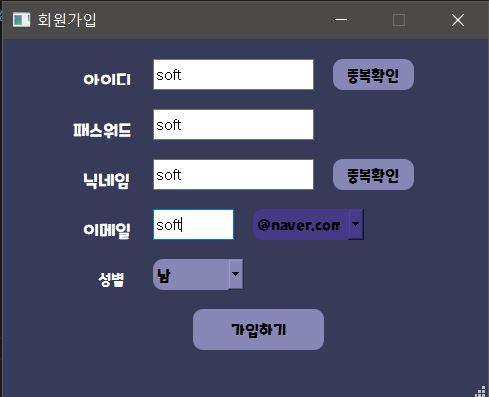 회원가입
아이디 soft 중복확인
패스워드 soft
닉네임 soft 중복확인
이메일 soft @naver.com
성별 남
가입하기